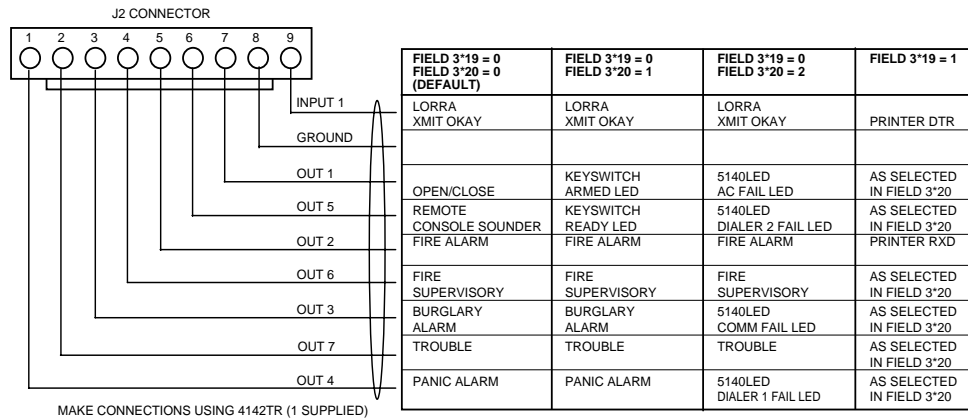 J2 CONNECTOR
1 2 3 4 5 6 7 8 9
FIELD 3*19 = 0 FIELD 3*19 = 0 FIELD 3*19 = 0 FIELD 3*19 = 1
FIELD 3*20 = 0 FIELD 3*20 = 1 FIELD 3*20 = 2
(DEFAULT)
INPUT 1 LORRA LORRA LORRA
XMIT OKAY XMIT OKAY XMIT OKAY PRINTER DTR
GROUND
OUT 1 KEYSWITCH 5140LED AS SELECTED
OPEN/CLOSE ARMED LED AC FAIL LED IN FIELD 3*20
OUT 5 REMOTE KEYSWITCH 5140LED AS SELECTED
CONSOLE SOUNDER READY LED DIALER 2 FAIL LED IN FIELD 3*20
OUT 2 FIRE ALARM FIRE ALARM FIRE ALARM PRINTER RXD
OUT 6 FIRE FIRE FIRE AS SELECTED
SUPERVISORY SUPERVISORY SUPERVISORY IN FIELD 3*20
OUT 3 BURGLARY BURGLARY 5140LED AS SELECTED
ALARM ALARM COMM FAIL LED IN FIELD 3*20
OUT 7 TROUBLE TROUBLE TROUBLE AS SELECTED
IN FIELD 3*20
OUT 4 PANIC ALARM PANIC ALARM 5140LED AS SELECTED
DIALER 1 FAIL LED IN FIELD 3*20
MAKE CONNECTIONS USING 4142TR (1 SUPPLIED)